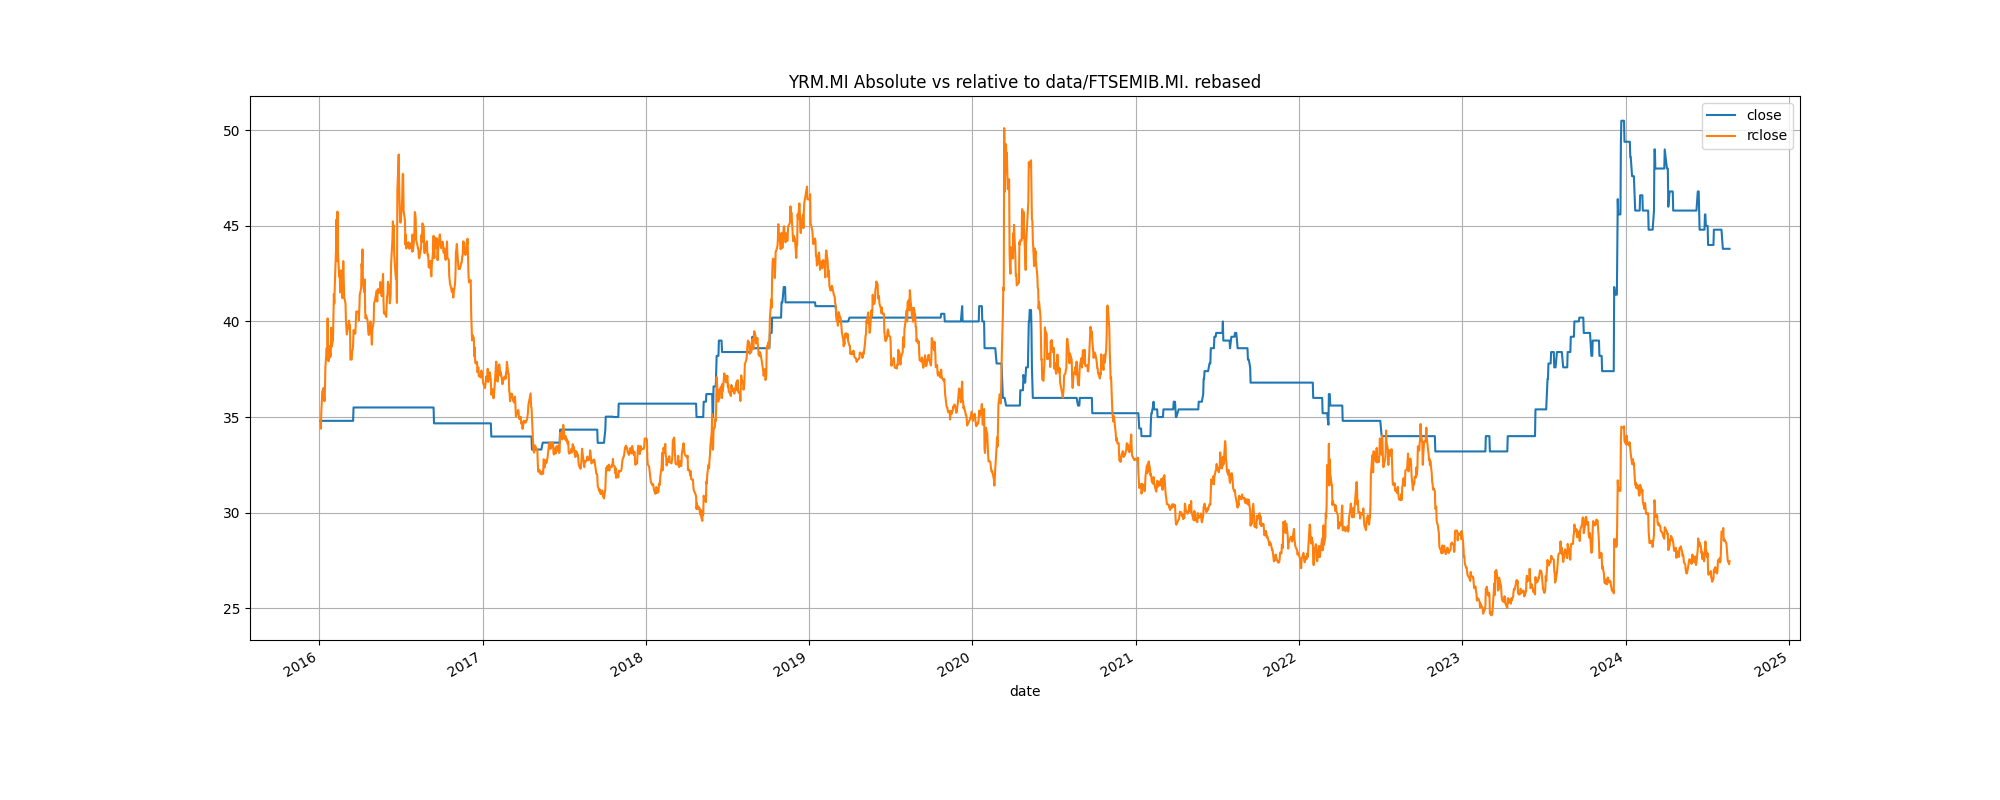 YRM.MI Absolute vs relative to data/FTSEMIB.MI. rebased
close
rclose
50
45
40
35
30
25
2016 2017 2018 2019 2020 2021 2022 2023 2024 2025
date